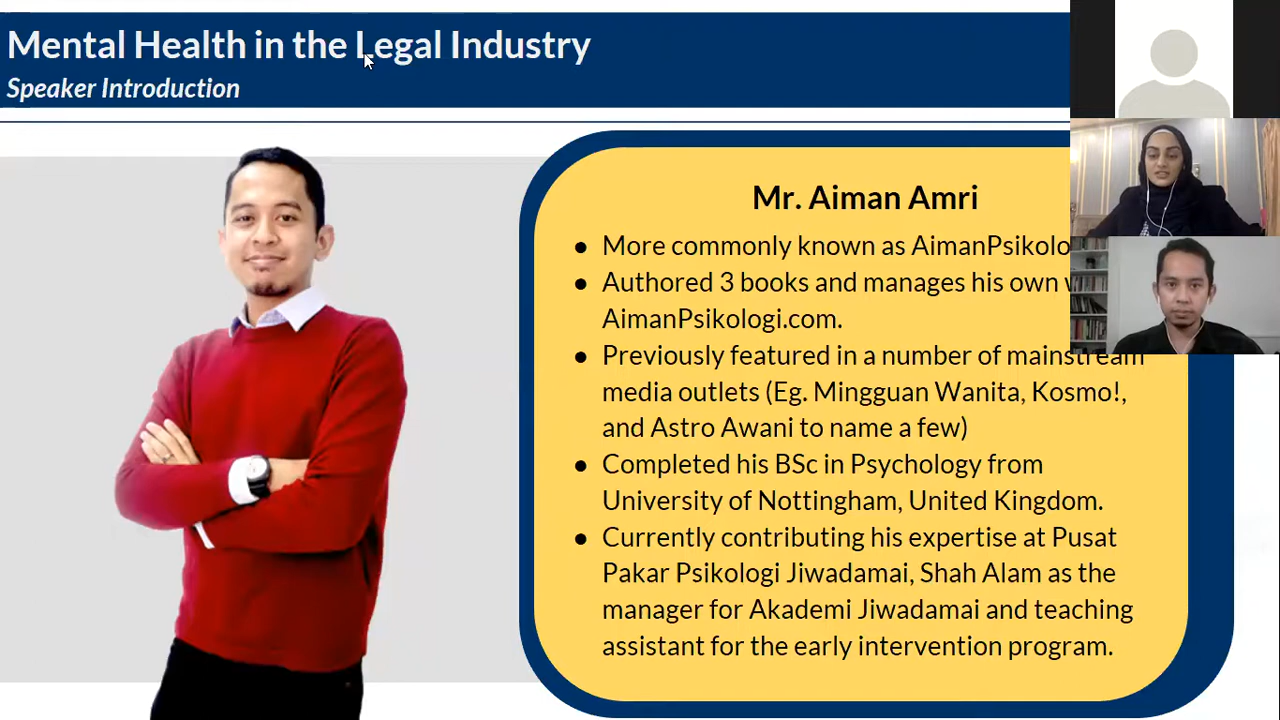 Mental Health in the Legal Industry
Speaker Introduction
Mr. Aiman Amri
● More commonly known as
● Authored 3 books and manages his own
AimanPsikologi.com.
● Previously featured in a number of mainstream
media outlets (Eg. Mingguan Wanita, Kosmo!,
and Astro Awani to name a few)
● Completed his BSc in Psychology from
University of Nottingham, United Kingdom.
● Currently contributing his expertise at Pusat
Pakar Psikologi Jiwadamai, Shah Alam as the
manager for Akademi Jiwadamai and teaching
assistant for the early intervention program.